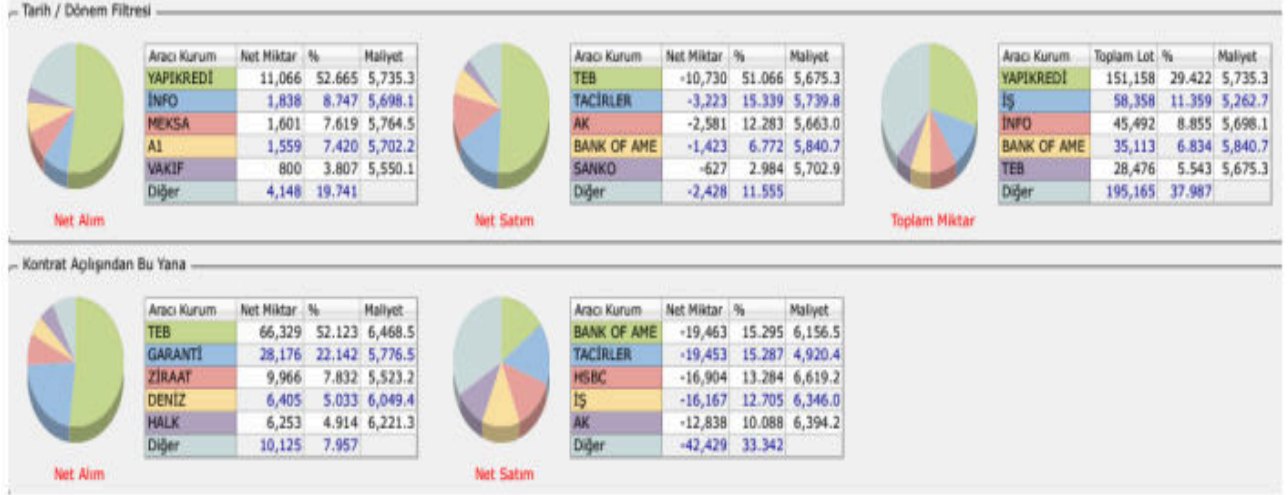 Tarih / Dönem Filtresi
Aracı Kurum Net Miktar % Maliyet
YAPIKREDİ 11,066 52.665 5,735.3
İNFO 1,838 8.747 5,698.1
MEKSA 1,601 7.619 5,764.5
A1 1,559 7.420 5,702.2
VAKIF 800 3.807 5,550.1
Diğer 4,148 19.741
Net Alım
Aracı Kurum Net Miktar % Maliyet
TEB -10,730 51.066 5,675.3
TACİRLER -3,223 15.339 5,739.8
AK -2,581 12.283 5,663.0
BANK OF AME -1,423 6.772 5,840.7
SANKO -627 2.984 5,702.9
Diğer -2,428 11.555
Net Satım
Aracı Kurum Toplam Lot % Maliyet
YAPIKREDİ 151,158 29.422 5,735.3
İŞ 58,358 11.359 5,262.7
İNFO 45,492 8.855 5,698.1
BANK OF AME 35,113 6.834 5,840.7
TEB 28,476 5.543 5,675.3
Diğer 195,165 37.987
Toplam Miktar
Kontrat Açlışından Bu Yana
Aracı Kurum Net Miktar % Maliyet
TEB 66,329 52.123 6,468.5
GARANTİ 28,176 22.142 5,776.5
ZİRAAT 9,966 7.832 5,523.2
DENİZ 6,405 5.033 6,049.4
HALK 6,253 4.914 6,221.3
Diğer 10,125 7.957
Net Alım
Aracı Kurum Net Miktar % Maliyet
BANK OF AME -19,463 15.295 6,156.5
TACİRLER -19,453 15.287 4,920.4
HSBC -16,904 13.284 6,619.2
İŞ -16,167 12.705 6,346.0
AK -12,838 10.088 6,394.2
Diğer -42,429 33.342
Net Satım